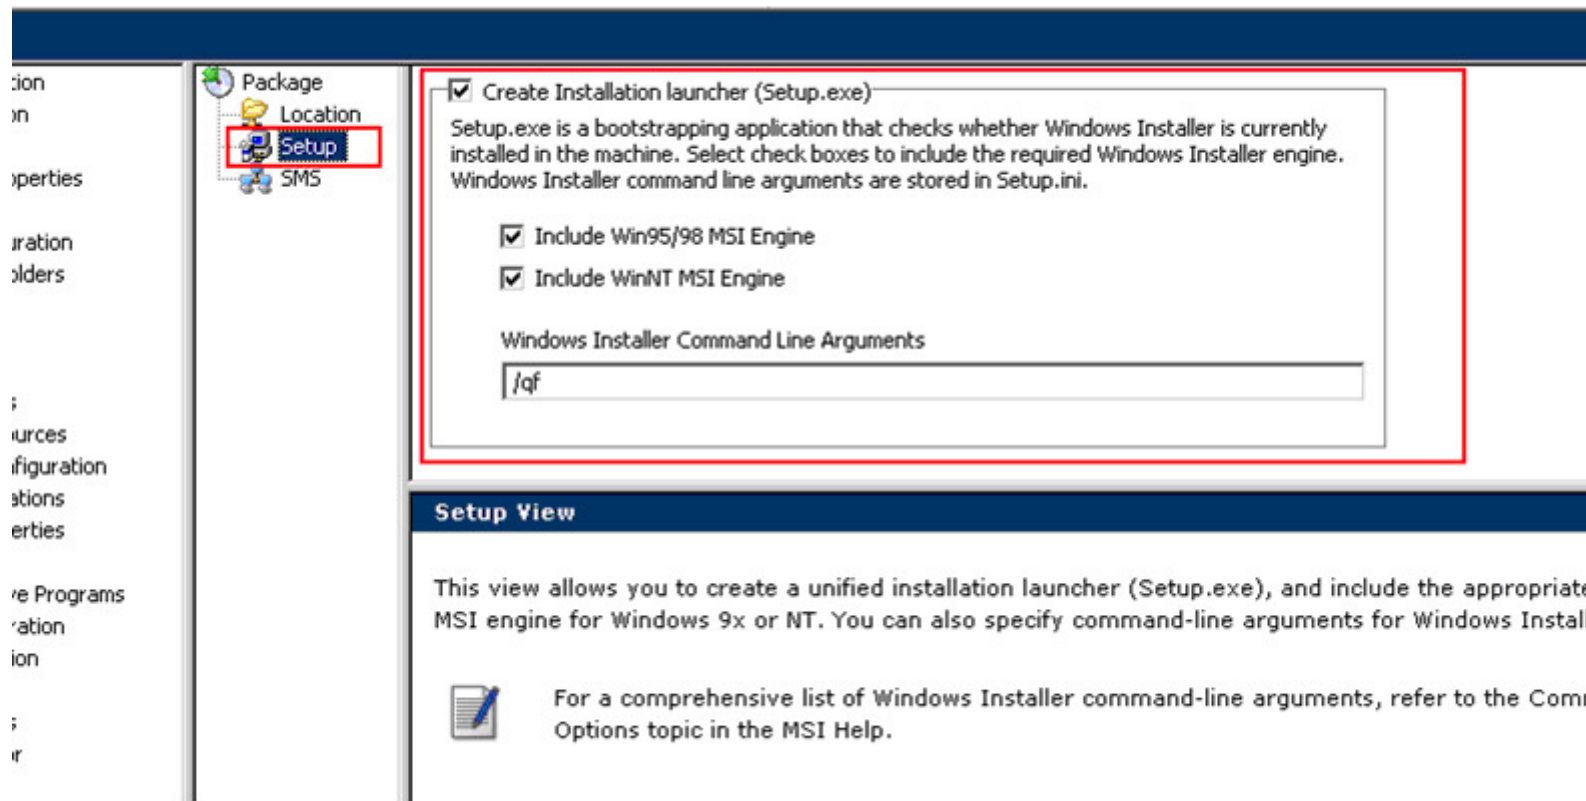 Package
Location
Setup
SMS
Create Installation launcher (Setup.exe)
Setup.exe is a bootstrapping application that checks whether Windows Installer is currently
installed in the machine. Select check boxes to include the required Windows Installer engine.
Windows Installer command line arguments are stored in Setup.ini.
Include Win95/98 MSI Engine
Include WinNT MSI Engine
Windows Installer Command Line Arguments
/qf
Programs
Setup View
This view allows you to create a unified installation launcher (Setup.exe), and include the appropriate
MSI engine for Windows 9x or NT. You can also specify command-line arguments for Windows
For a comprehensive list of Windows Installer command-line arguments, refer to the
Options topic in the MSI Help.